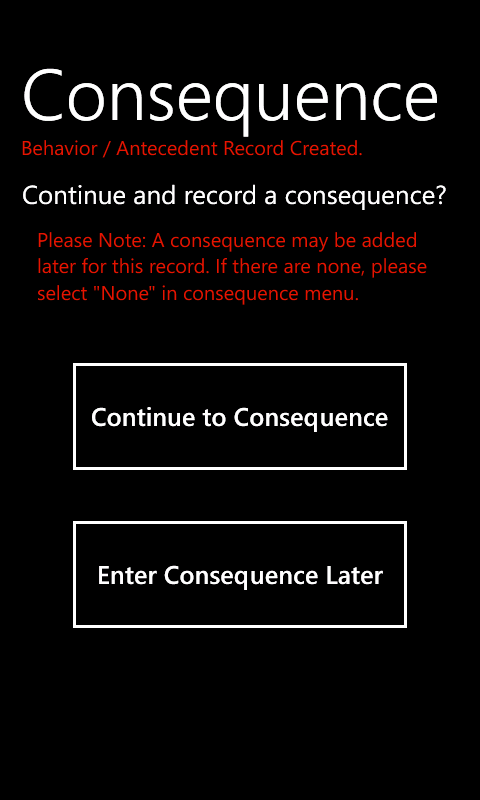 Consequence
Behavior / Antecedent Record Created.
Continue and record a consequence?
Please Note: A consequence may be added
later for this record. If there are none, please
select "None" in consequence menu.
Continue to Consequence
Enter Consequence Later